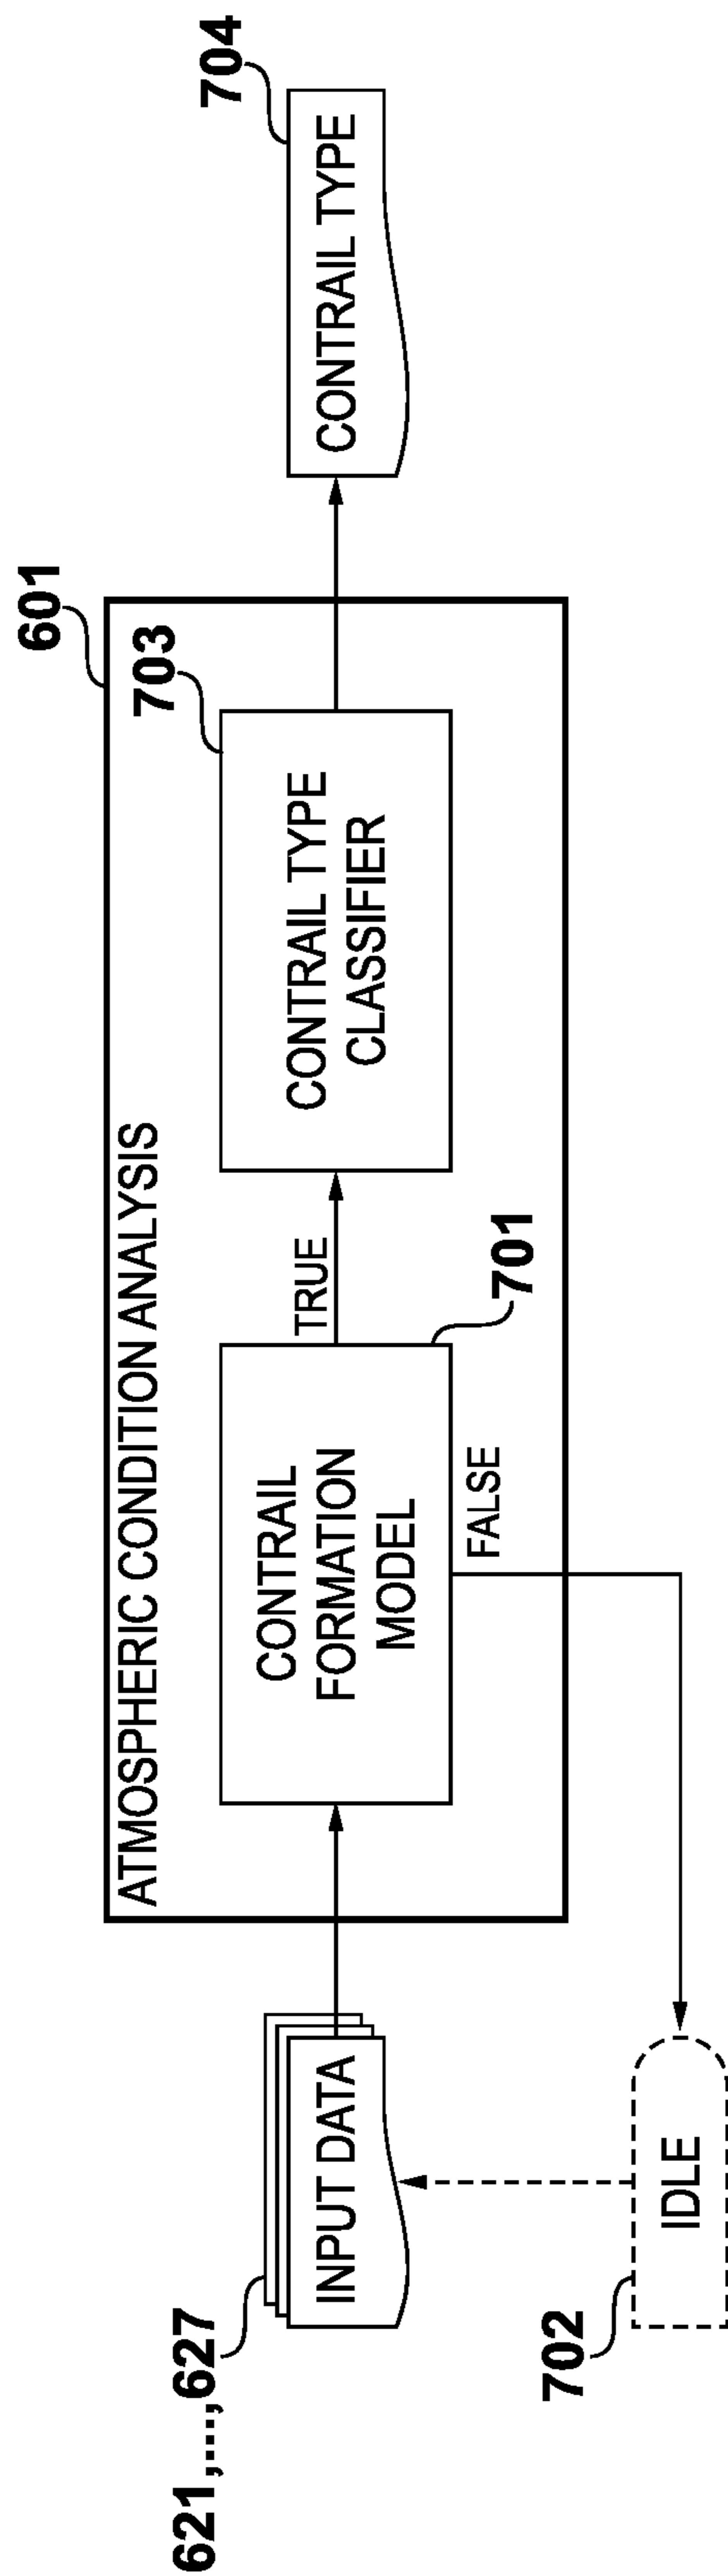 621,...,627
INPUT DATA
702
IDLE
601
ATMOSPHERIC CONDITION ANALYSIS
CONTRAIL
FORMATION
MODEL
701
TRUE
FALSE
703
CONTRAIL TYPE
CLASSIFIER
704
CONTRAIL TYPE